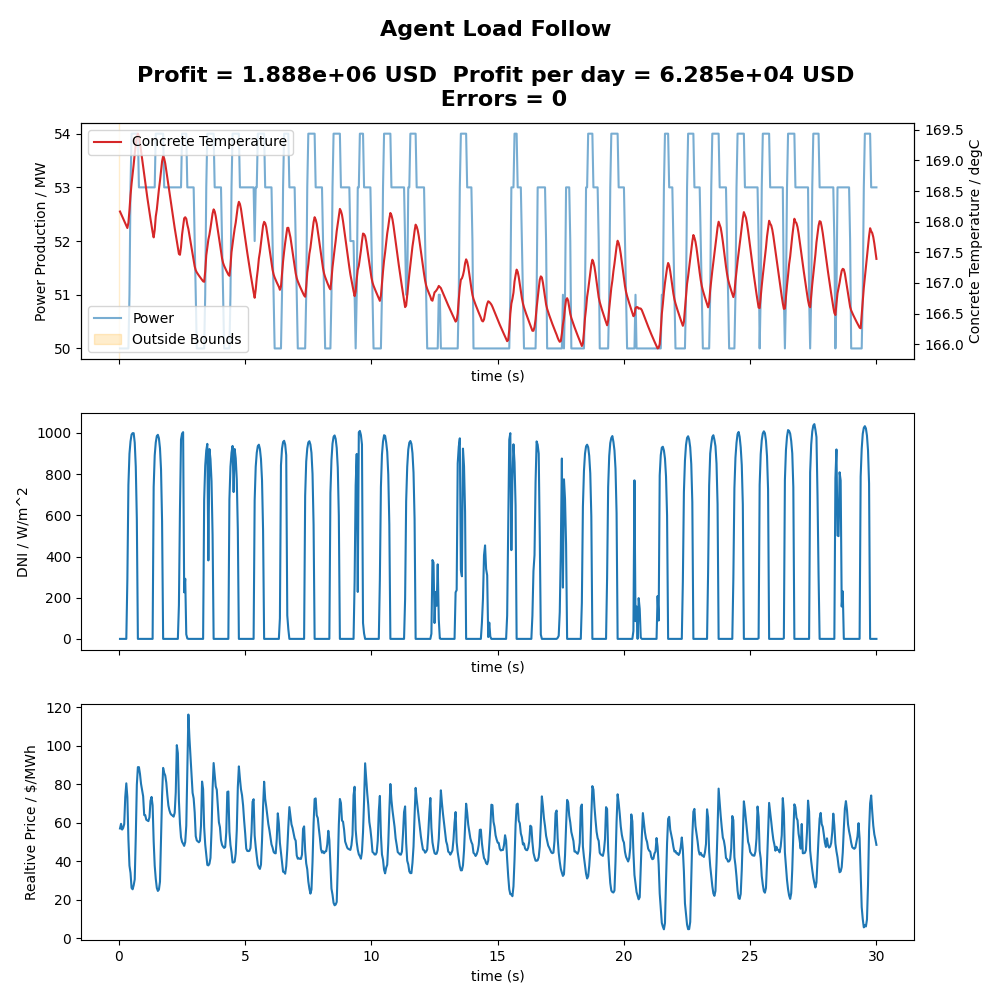 Agent Load Follow
Profit = 1.888e+06 USD  Profit per day = 6.285e+04 USD
Errors = 0
Power Production / MW
54
53
52
51
50
Concrete Temperature
Power
Outside Bounds
169.5
169.0
168.5
168.0
167.5
167.0
166.5
166.0
Concrete Temperature / degC
time (s)
DNI / W/m^2
1000
800
600
400
200
0
time (s)
Realtive Price / $/MWh
120
100
80
60
40
20
0
0 5 10 15 20 25 30
time (s)